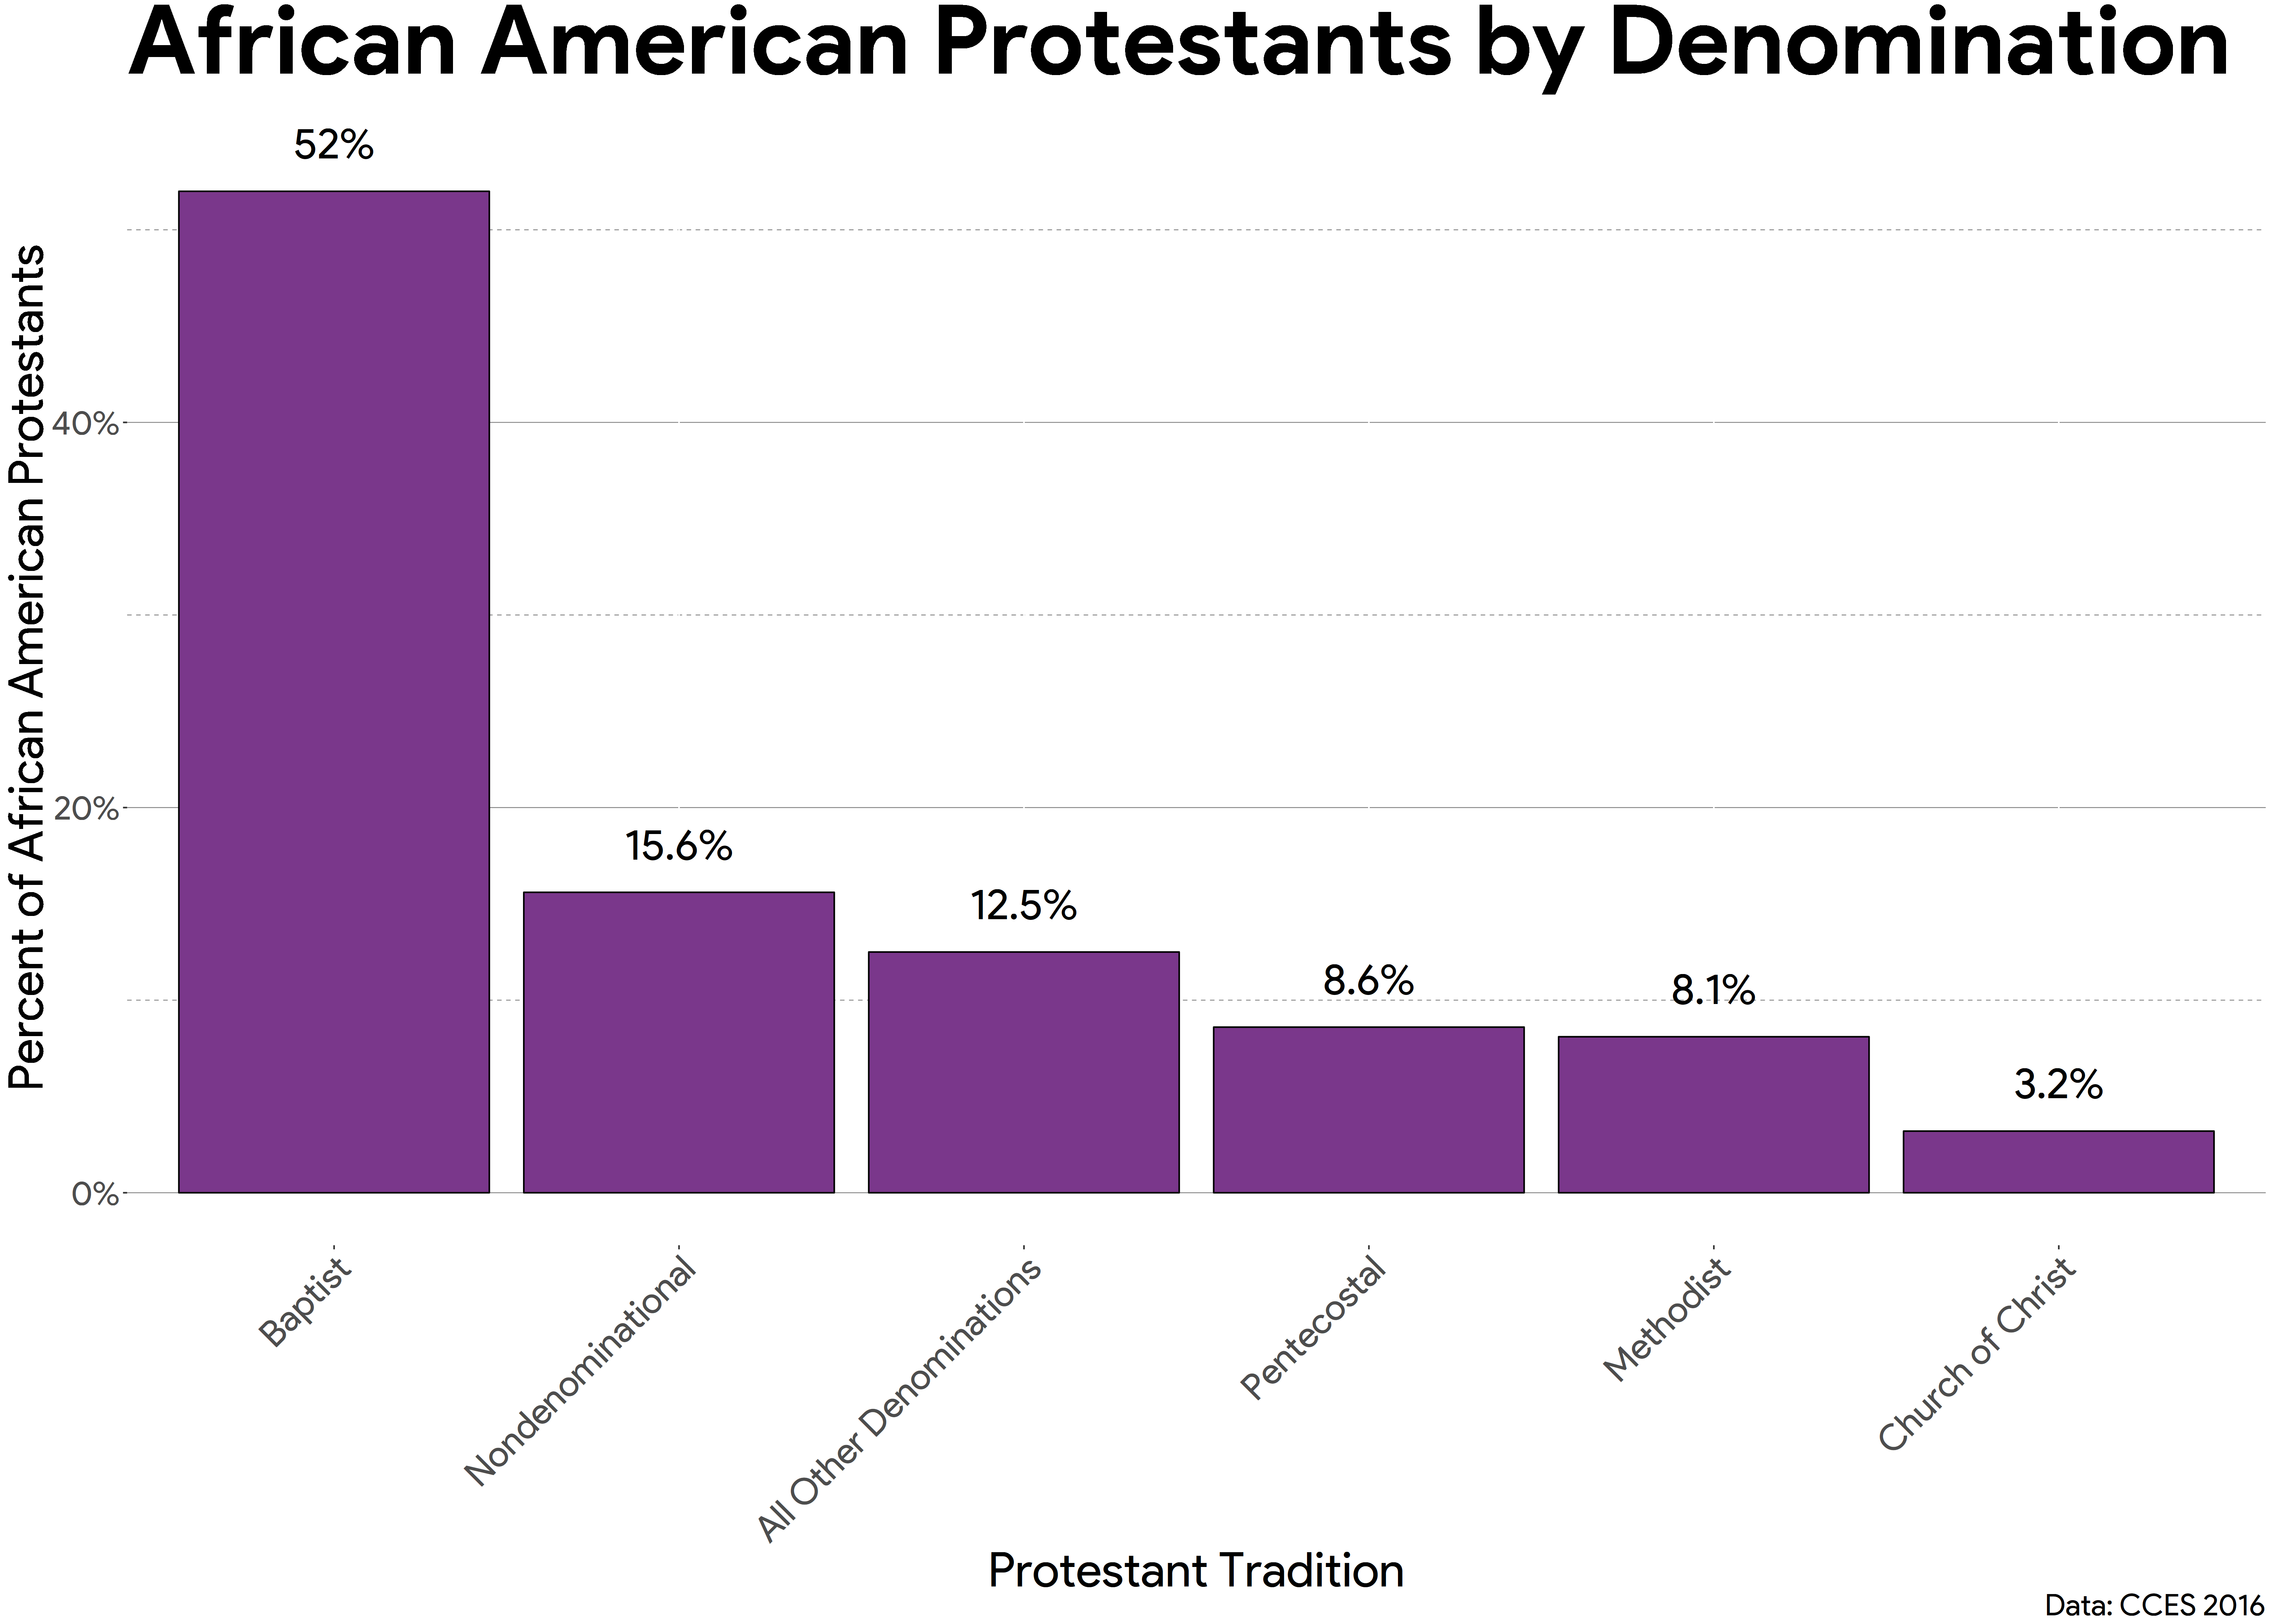 African American Protestants by Denomination
52%
Percent of African American Protestants
40%
20%
15.6%
12.5%
8.6%
8.1%
3.2%
0%
Baptist
Nondenominational
All Other Denominations
Pentecostal
Methodist
Church of Christ
Protestant Tradition
Data: CCES 2016